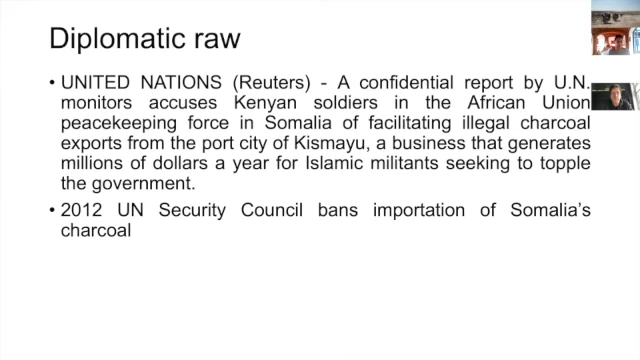 Diplomatic raw
• UNITED NATIONS (Reuters) - A confidential report by U.N.
monitors accuses Kenyan soldiers in the African Union
peacekeeping force in Somalia of facilitating illegal charcoal
exports from the port city of Kismayu, a business that generates
millions of dollars a year for Islamic militants seeking to topple
the government.
• 2012 UN Security Council bans importation of Somalia's
charcoal